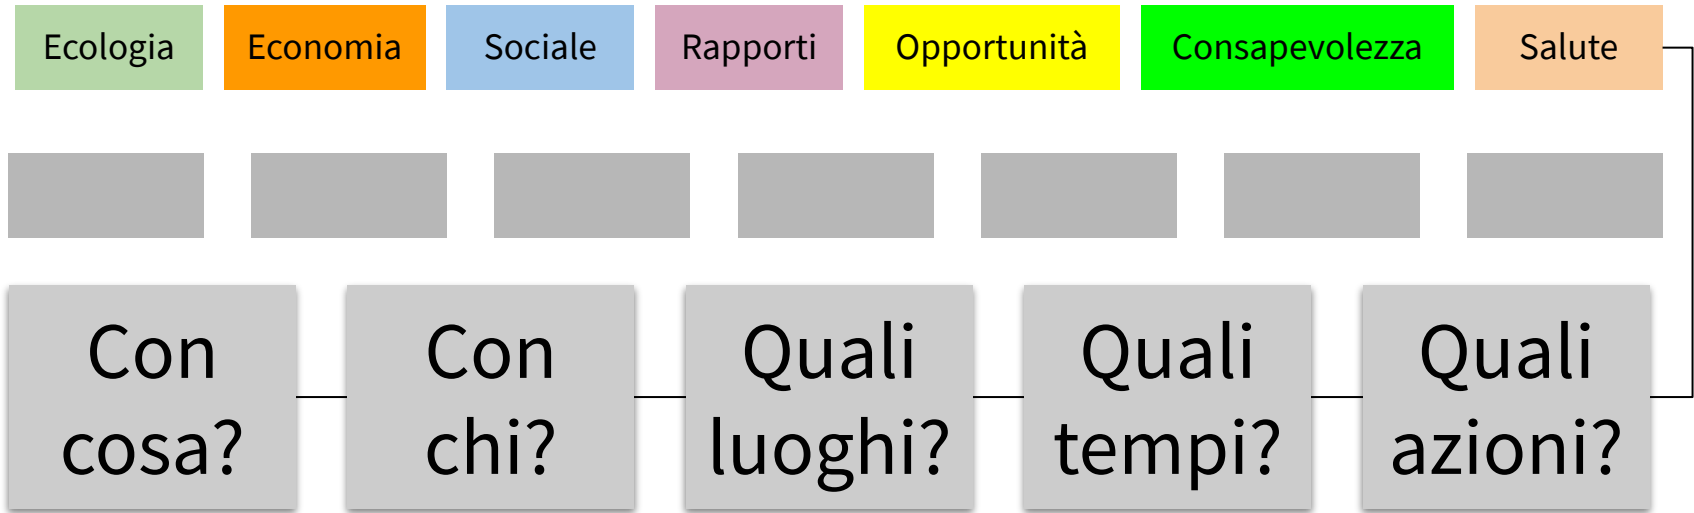 Ecologia Economia Sociale Rapporti Opportunità Consapevolezza Salute
Con
cosa?
Con
chi?
Quali
luoghi?
Quali
tempi?
Quali
azioni?